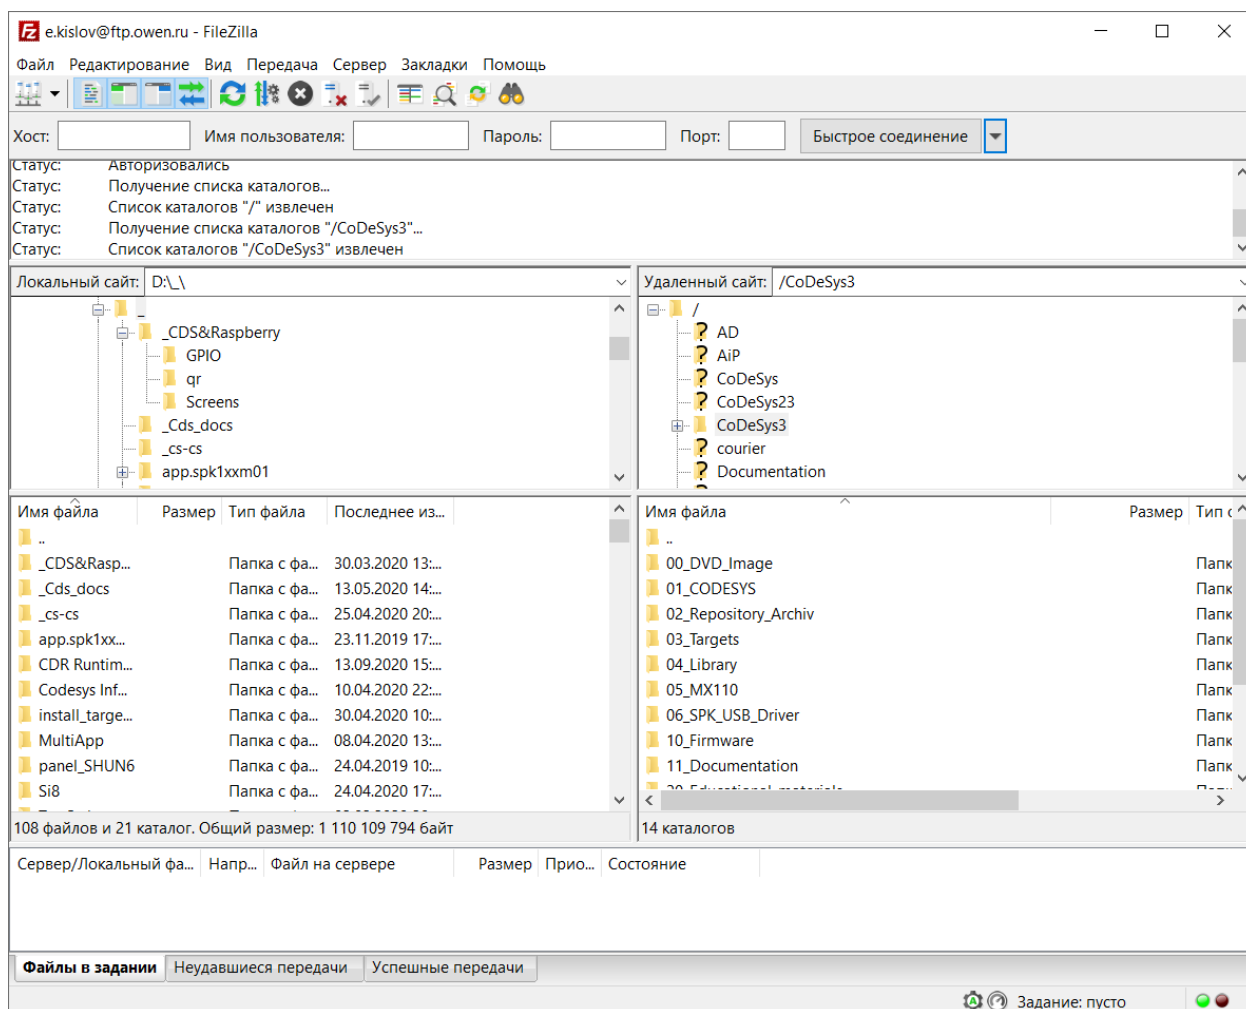 e.kislov@ftp.owen.ru - FileZilla
Файл Редактирование Вид Передача Сервер Закладки Помощь
Хост: Имя пользователя: Пароль: Порт: Быстрое соединение
Статус: Авторизовались
Статус: Получение списка каталогов...
Статус: Список каталогов "/" извлечен
Статус: Получение списка каталогов "/CoDeSys3"...
Статус: Список каталогов "/CoDeSys3" извлечен
Локальный сайт: D:\_\
_
_CDS&Raspberry
GPIO
qr
Screens
_Cds_docs
_cs-cs
app.spk1xxm01
Удаленный сайт: /CoDeSys3
/
AD
AiP
CoDeSys
CoDeSys23
CoDeSys3
courier
Documentation
Имя файла Размер Тип файла Последнее из...
..
_CDS&Rasp... Папка с фа... 30.03.2020 13:...
_Cds_docs Папка с фа... 13.05.2020 14:...
_cs-cs Папка с фа... 25.04.2020 20:...
app.spk1xx... Папка с фа... 23.11.2019 17:...
CDR Runtim... Папка с фа... 13.09.2020 15:...
Codesys Inf... Папка с фа... 10.04.2020 22:...
install_targe... Папка с фа... 30.04.2020 10:...
MultiApp Папка с фа... 08.04.2020 13:...
panel_SHUN6 Папка с фа... 24.04.2019 10:...
Si8 Папка с фа... 24.04.2020 17:...
108 файлов и 21 каталог. Общий размер: 1 110 109 794 байт
Имя файла Размер Тип
..
00_DVD_Image Папк
01_CODESYS Папк
02_Repository_Archiv Папк
03_Targets Папк
04_Library Папк
05_MX110 Папк
06_SPK_USB_Driver Папк
10_Firmware Папк
11_Documentation Папк
20_Educational_materials
14 каталогов
Сервер/Локальный фа... Напр... Файл на сервере Размер Прио... Состояние
Файлы в задании Неудавшиеся передачи Успешные передачи
Задание: пусто